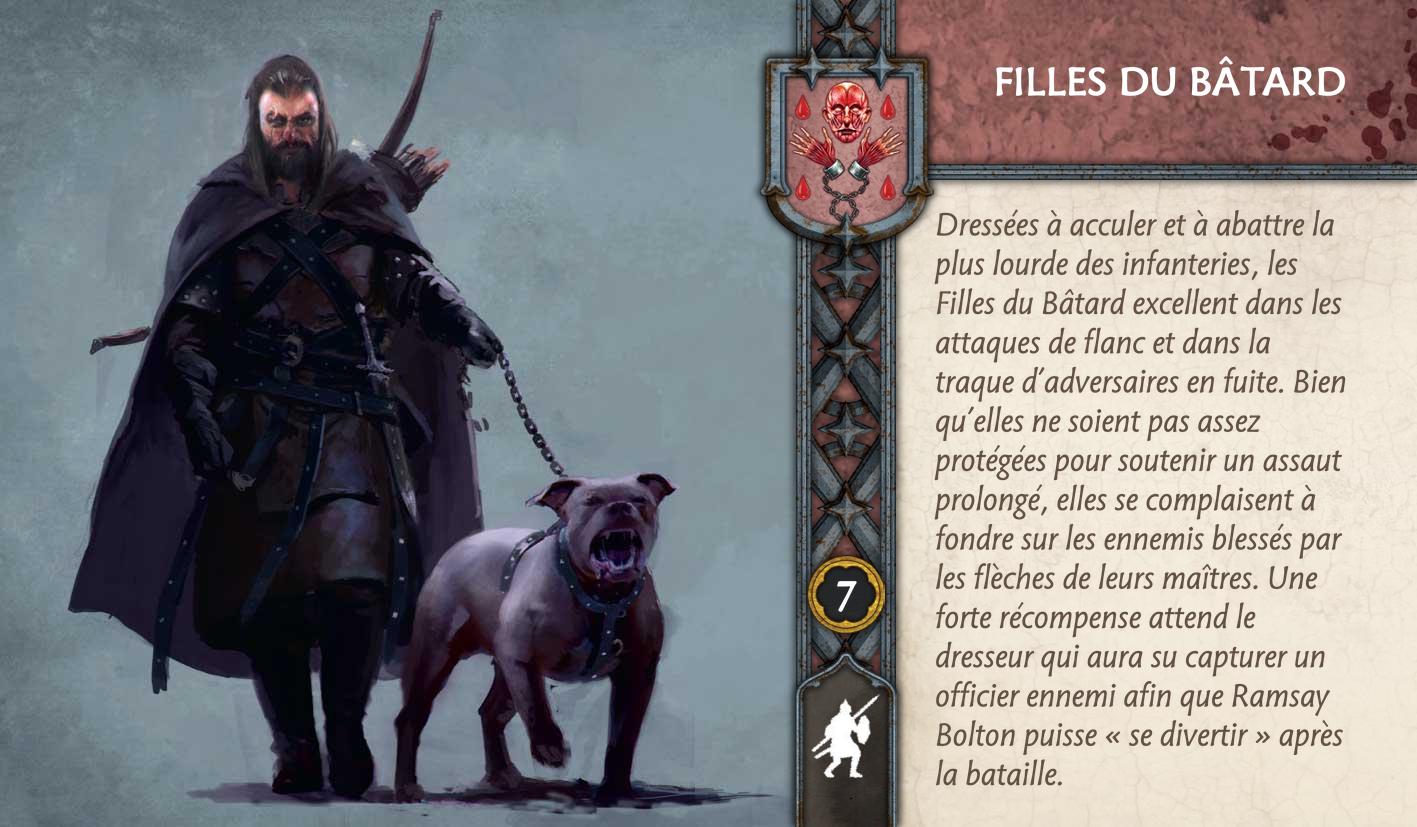 FILLES DU BÂTARD
Dressées à acculer et à abattre la
plus lourde des infanteries, les
Filles du Bâtard excellent dans les
attaques de flanc et dans la
traque d’adversaires en fuite. Bien
qu’elles ne soient pas assez
protégées pour soutenir un assaut
prolongé, elles se complaisent à
fondre sur les ennemis blessés par
les flèches de leurs maîtres. Une
forte récompense attend le
dresseur qui aura su capturer un
officier ennemi afin que Ramsay
Bolton puisse « se divertir » après
la bataille.
7